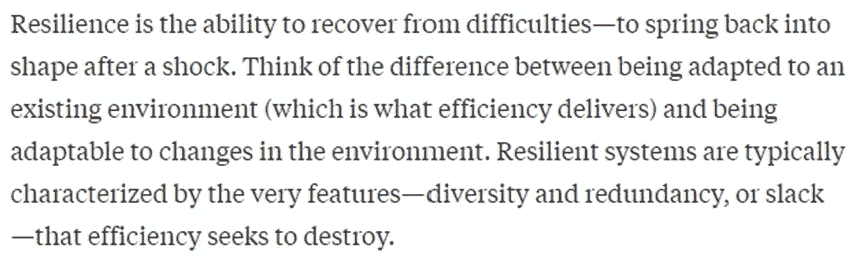 Resilience is the ability to recover from difficulties—to spring back into
shape after a shock. Think of the difference between being adapted to an
existing environment (which is what efficiency delivers) and being
adaptable to changes in the environment. Resilient systems are typically
characterized by the very features—diversity and redundancy, or slack
—that efficiency seeks to destroy.